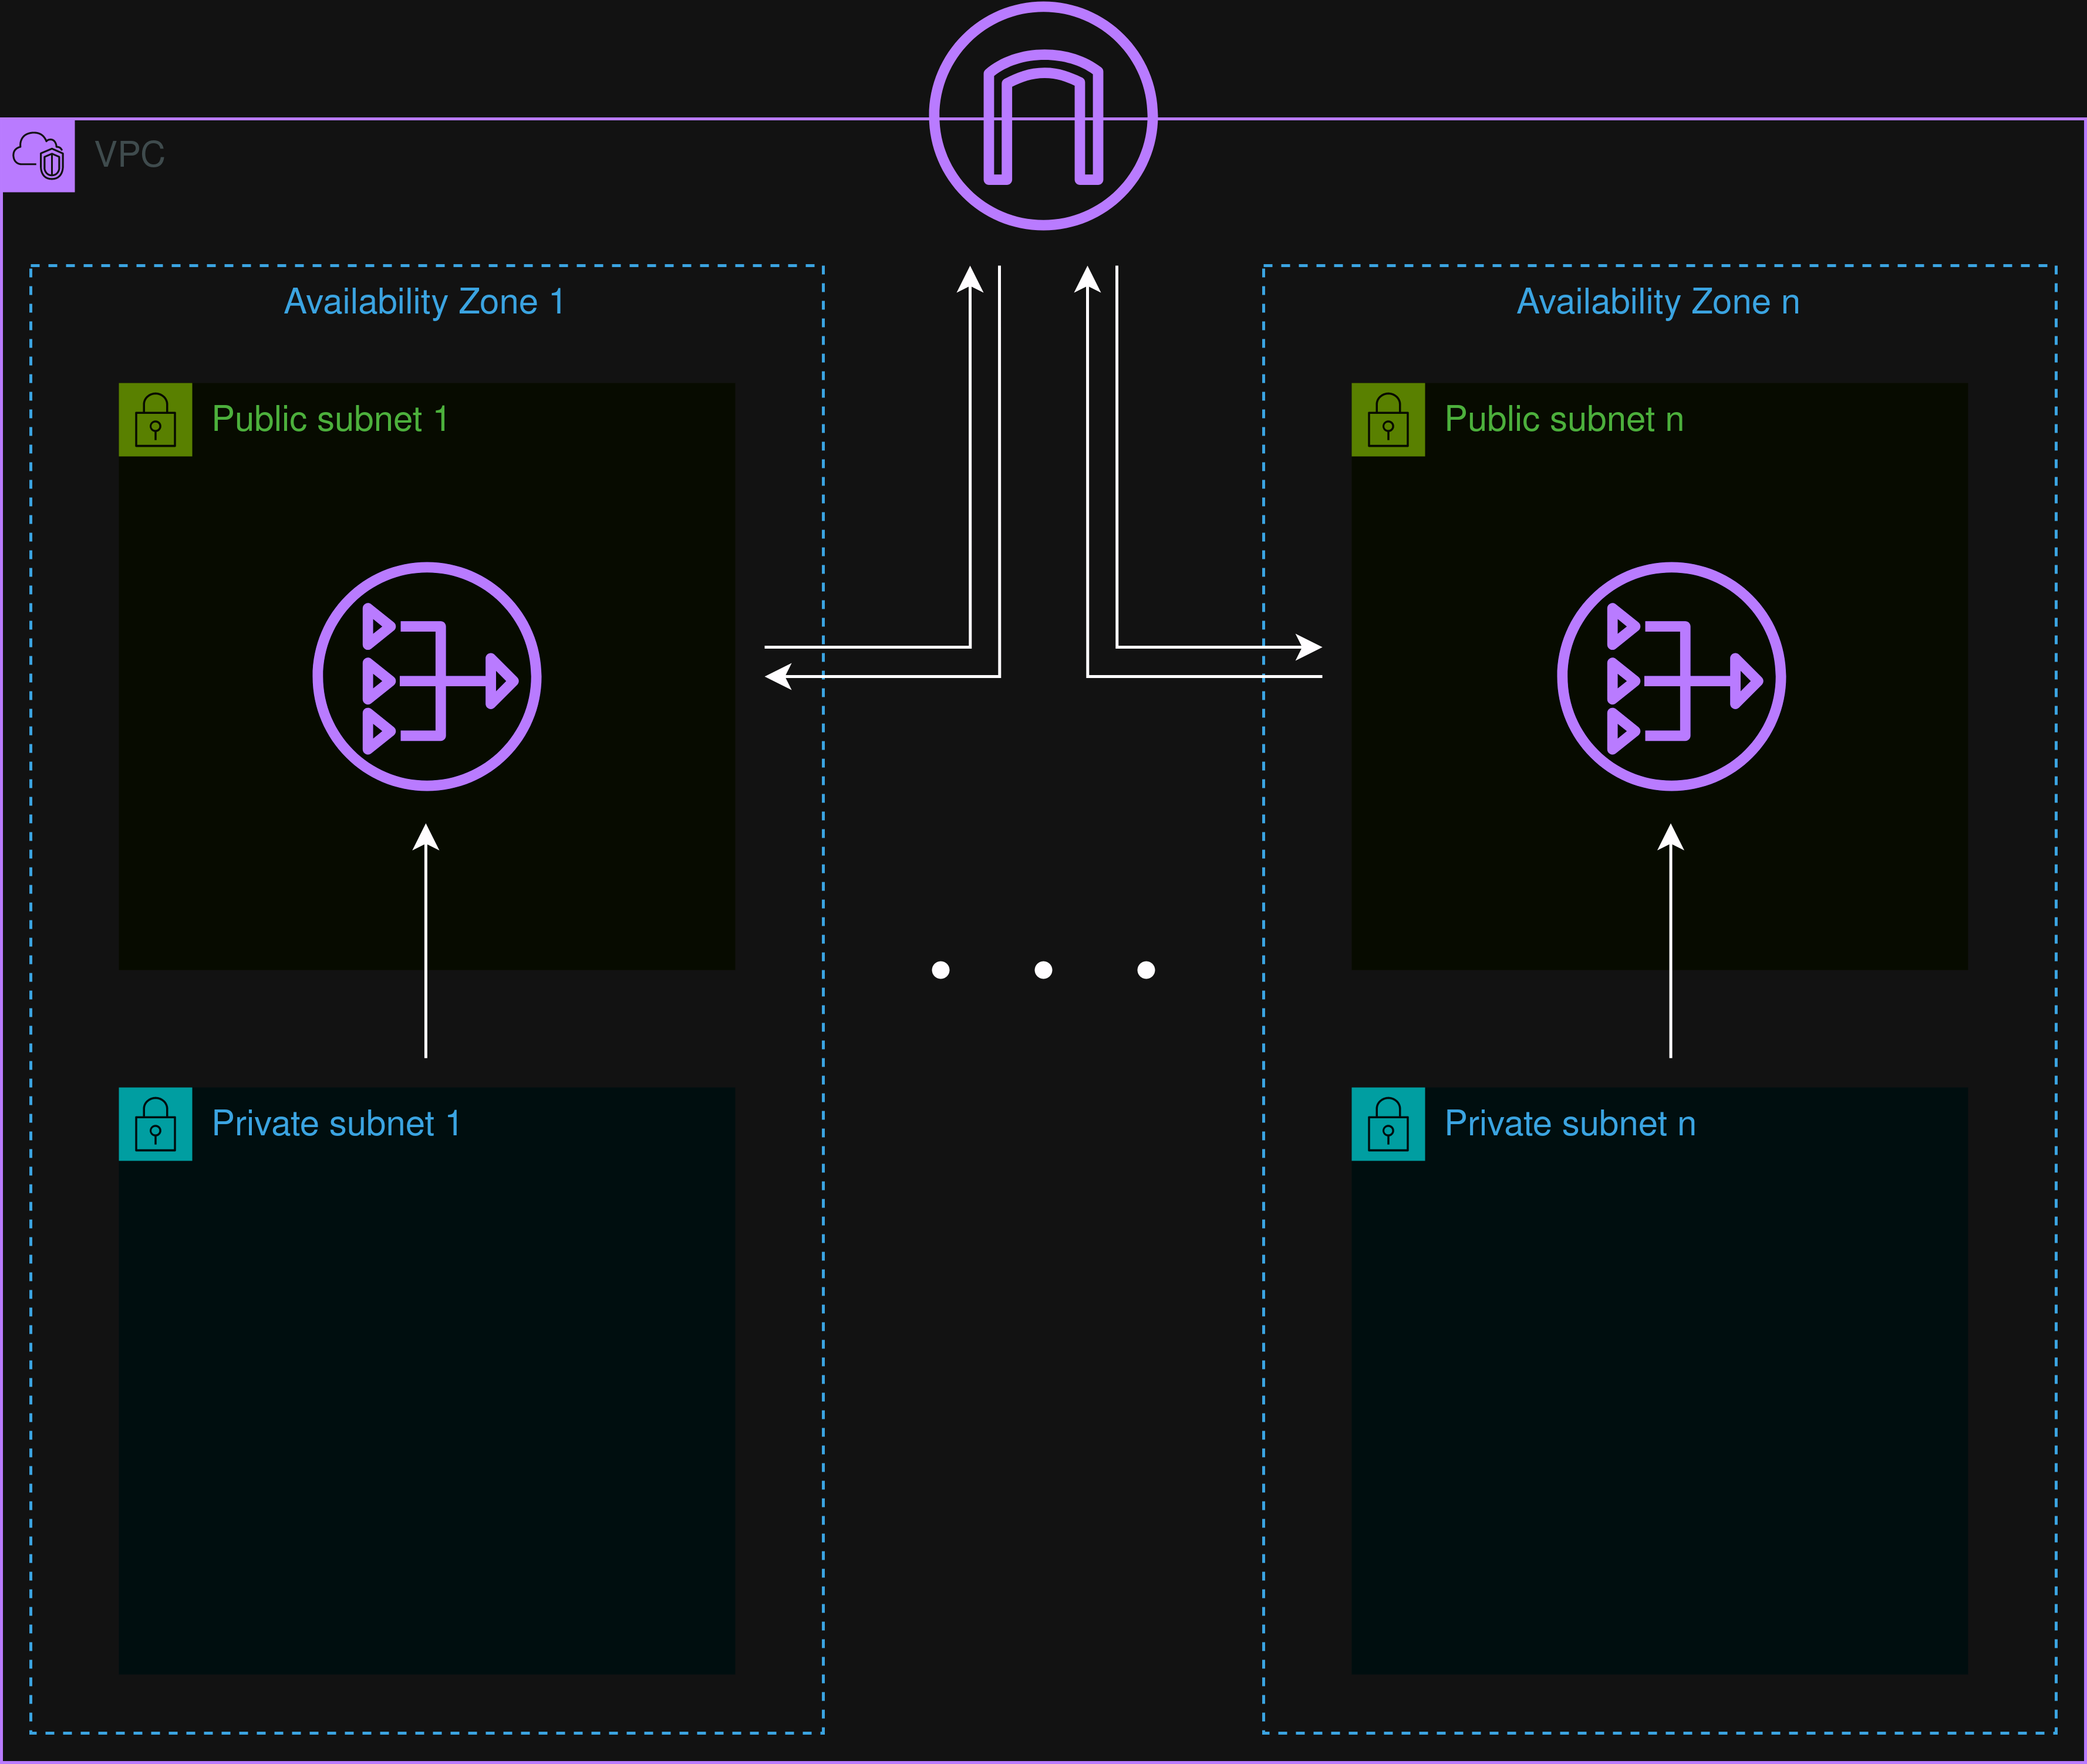 VPC
Availability Zone 1
Availability Zone n
Public subnet 1
Public subnet n
Private subnet 1
Private subnet n